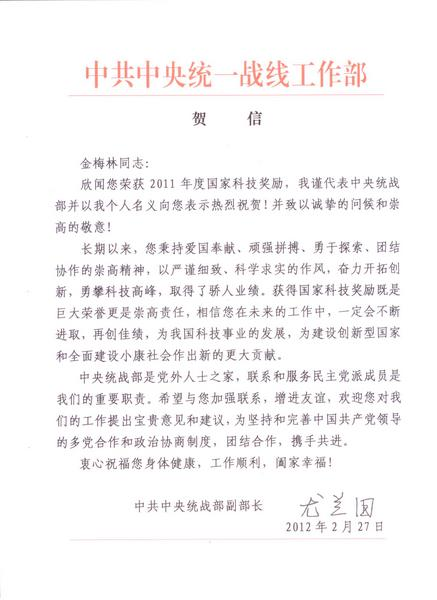 中共中央统一战线工作部
贺 信
金梅林同志：
欣闻您荣获 2011 年度国家科技奖励，我谨代表中央统战
部并以我个人名义向您表示热烈祝贺！并致以诚挚的问候和崇
高的敬意！
长期以来，您秉持爱国奉献、顽强拼搏、勇于探索、团结
协作的崇高精神，以严谨细致、科学求实的作风，奋力开拓创
新，勇攀科技高峰，取得了骄人业绩。获得国家科技奖励既是
巨大荣誉更是崇高责任，相信您在未来的工作中，一定会不断
进取，再创佳绩，为我国科技事业的发展，为建设创新型国家
和全面建设小康社会作出新的更大贡献。
中央统战部是党外人士之家，联系和服务民主党派成员是
我们的重要职责。希望与您加强联系，增进友谊，欢迎您对我
们的工作提出宝贵意见和建议，为坚持和完善中国共产党领导
的多党合作和政治协商制度，团结合作，携手共进。
衷心祝福您身体健康，工作顺利，阖家幸福！
中共中央统战部副部长 尤兰田
2012 年 2 月 27 日